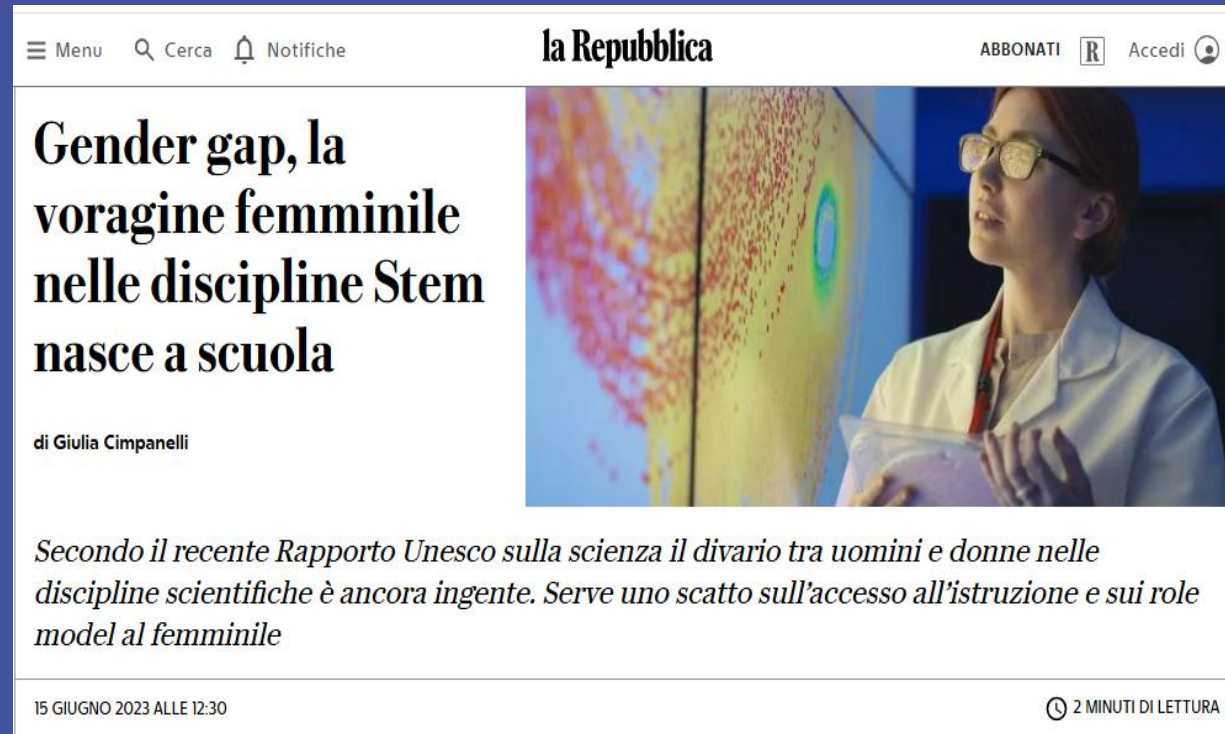 Menu Cerca Notifiche la Repubblica ABBONATI R Accedi
Gender gap, la
voragine femminile
nelle discipline Stem
nasce a scuola
di Giulia Cimpanelli
Secondo il recente Rapporto Unesco sulla scienza il divario tra uomini e donne nelle
discipline scientifiche è ancora ingente. Serve uno scatto sull’accesso all’istruzione e sui role
model al femminile
15 GIUGNO 2023 ALLE 12:30 2 MINUTI DI LETTURA